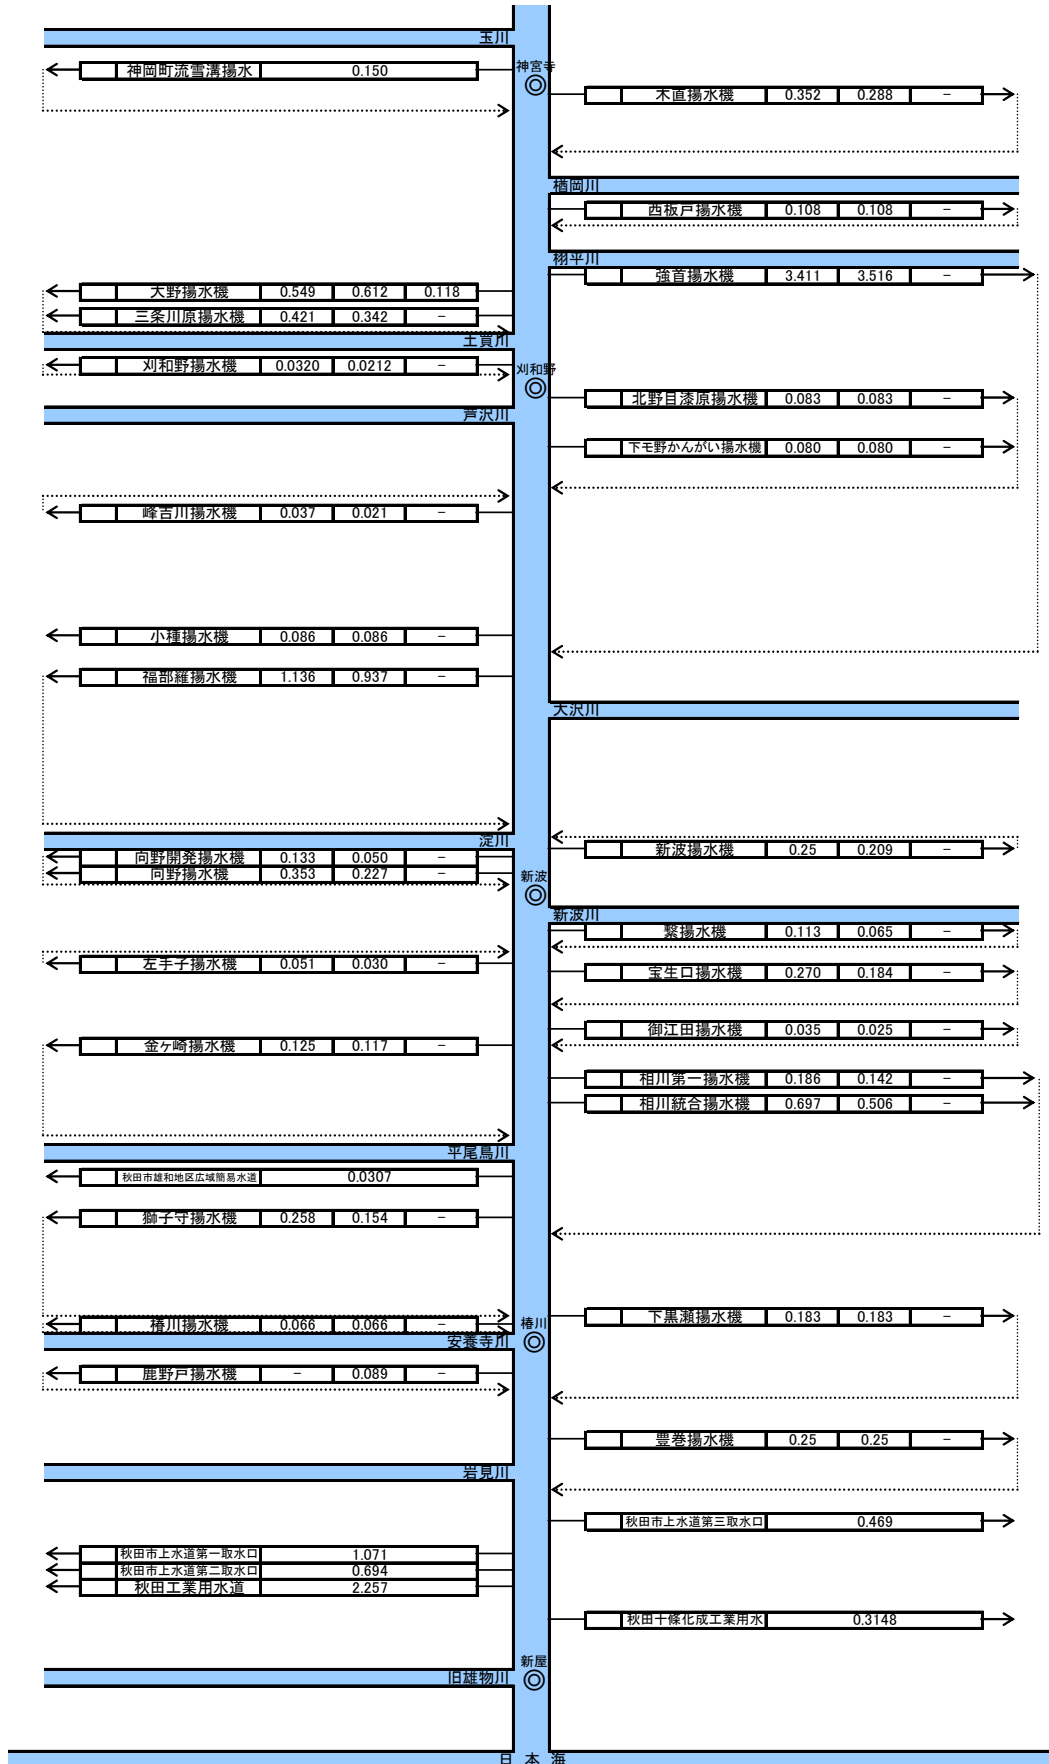 玉川
神岡町流雪溝揚水 0.150
神宮寺
木直揚水機 0.352 0.288 －
楢岡川
西板戸揚水機 0.108 0.108 －
栩平川
強首揚水機 3.411 3.516 －
大野揚水機 0.549 0.612 0.118
三条川原揚水機 0.421 0.342 －
土買川
刈和野揚水機 0.0320 0.0212 －
刈和野
北野目漆原揚水機 0.083 0.083 －
芦沢川
下モ野かんがい揚水機 0.080 0.080 －
峰吉川揚水機 0.037 0.021 －
小種揚水機 0.086 0.086 －
福部羅揚水機 1.136 0.937 －
大沢川
淀川
新波揚水機 0.25 0.209 －
向野開発揚水機 0.133 0.050 －
向野揚水機 0.353 0.227 －
新波
新波川
繋揚水機 0.113 0.065 －
左手子揚水機 0.051 0.030 －
宝生口揚水機 0.270 0.184 －
御江田揚水機 0.035 0.025 －
金ケ崎揚水機 0.125 0.117 －
相川第一揚水機 0.186 0.142 －
相川統合揚水機 0.697 0.506 －
平尾鳥川
秋田市雄和地区広域簡易水道 0.0307
獅子守揚水機 0.258 0.154 －
下黒瀬揚水機 0.183 0.183 －
椿川揚水機 0.066 0.066 －
椿川
安養寺川
鹿野戸揚水機 － 0.089 －
豊巻揚水機 0.25 0.25 －
岩見川
秋田市上水道第三取水口 0.469
秋田市上水道第一取水口 1.071
秋田市上水道第二取水口 0.694
秋田工業用水道 2.257
秋田十條化成工業用水 0.3148
新屋
旧雄物川
日 本 海